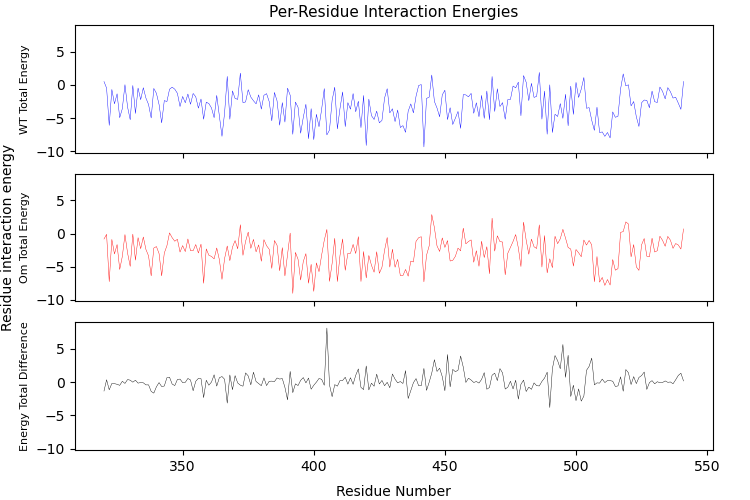 Per-Residue Interaction Energies
Residue interaction energy
WT Total Energy
5
0
−5
−10
Om Total Energy
5
0
−5
−10
Energy Total Difference
5
0
−5
−10
350 400 450 500 550
Residue Number